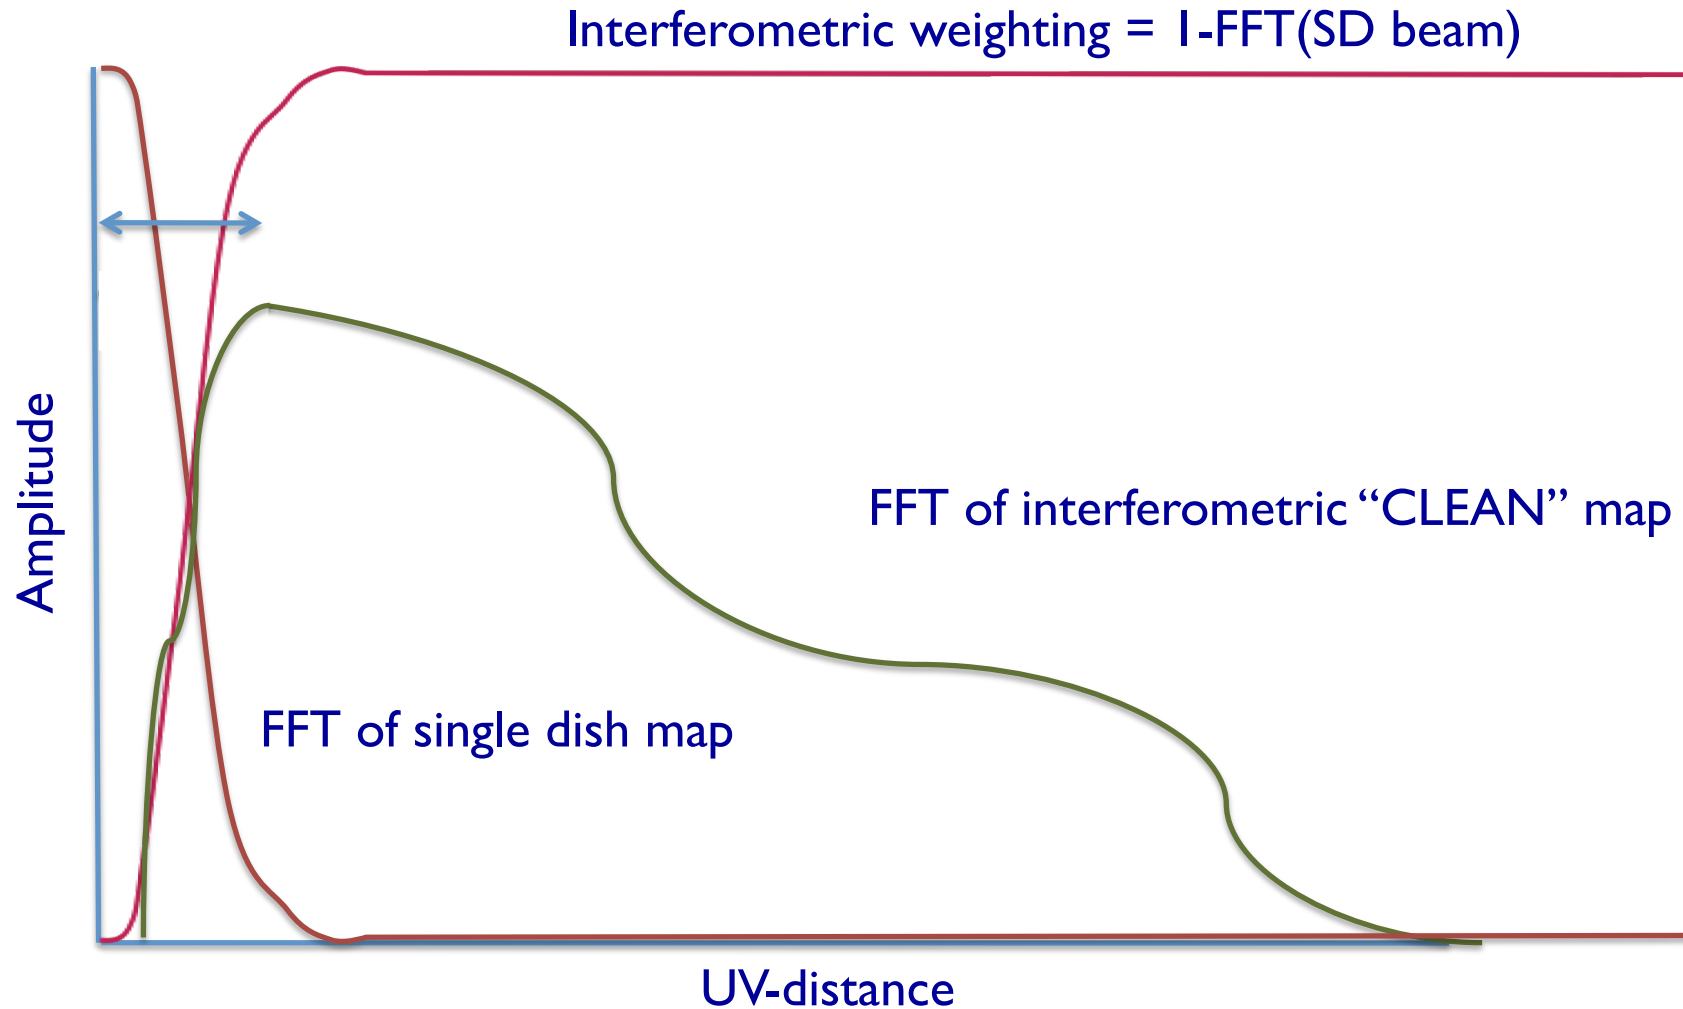 Interferometric weighting = 1-FFT(SD beam)
Amplitude
FFT of interferometric “CLEAN” map
FFT of single dish map
UV-distance